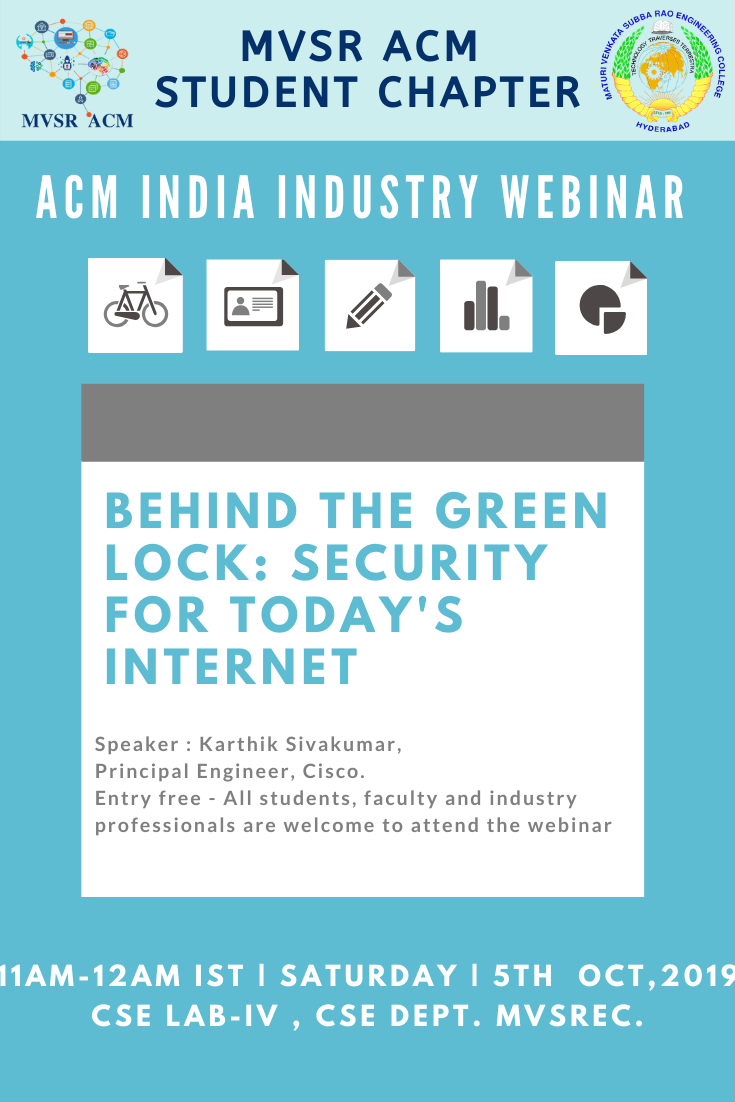 MVSR ACM
STUDENT CHAPTER
MVSR ACM
MATURI VENKATA SUBBA RAO ENGINEERING COLLEGE
TECHNOLOGY TRAVERSES TERRESTRIA
HYDERABAD
ACM INDIA INDUSTRY WEBINAR
BEHIND THE GREEN
LOCK: SECURITY
FOR TODAY'S
INTERNET
Speaker : Karthik Sivakumar,
Principal Engineer, Cisco.
Entry free - All students, faculty and industry
professionals are welcome to attend the webinar
11AM-12AM IST | SATURDAY | 5TH OCT,2019
CSE LAB-IV , CSE DEPT. MVSREC.